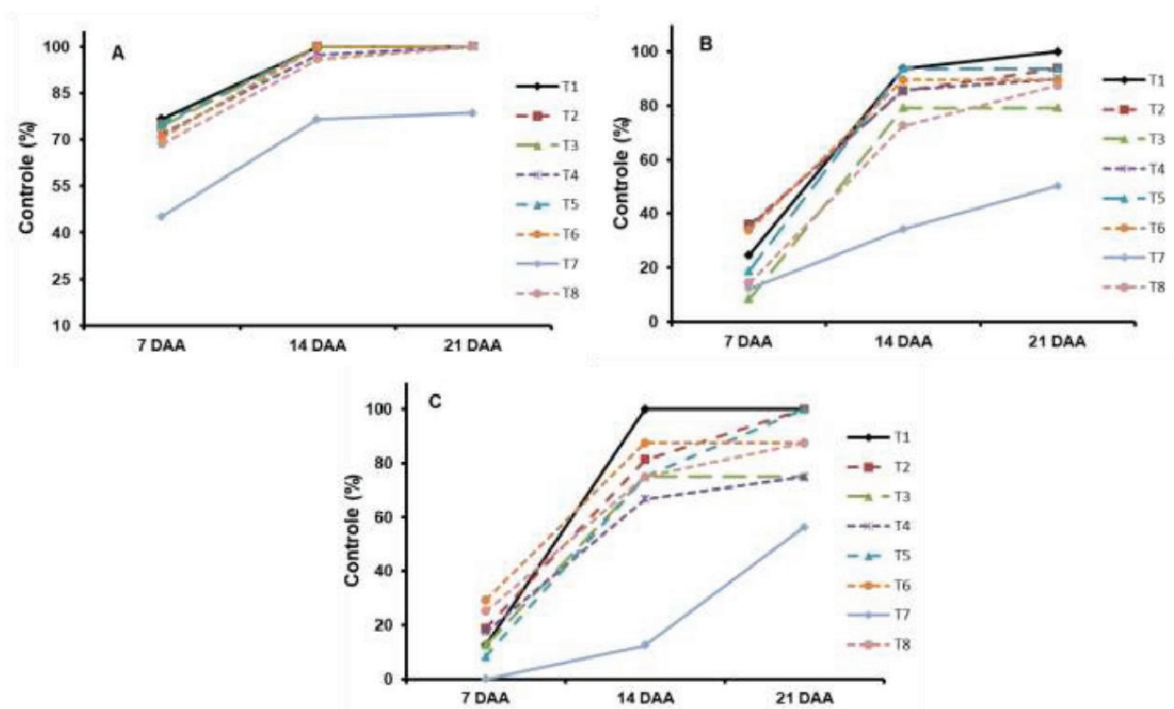 A
Controle (%)
100
85
70
55
40
25
10
7 DAA 14 DAA 21 DAA
T1
T2
T3
T4
T5
T6
T7
T8
B
Controle (%)
100
80
60
40
20
0
7 DAA 14 DAA 21 DAA
T1
T2
T3
T4
T5
T6
T7
T8
C
Controle (%)
100
80
60
40
20
0
7 DAA 14 DAA 21 DAA
T1
T2
T3
T4
T5
T6
T7
T8